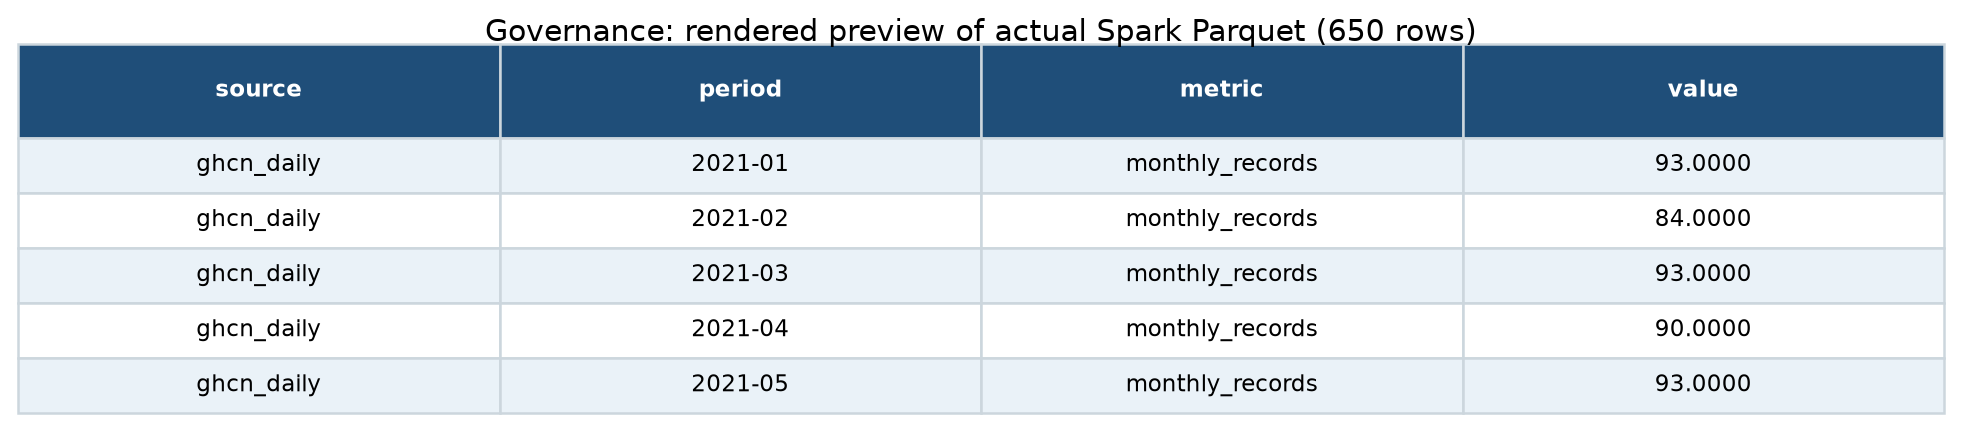 Governance: rendered preview of actual Spark Parquet (650 rows)
source period metric value
ghcn_daily 2021-01 monthly_records 93.0000
ghcn_daily 2021-02 monthly_records 84.0000
ghcn_daily 2021-03 monthly_records 93.0000
ghcn_daily 2021-04 monthly_records 90.0000
ghcn_daily 2021-05 monthly_records 93.0000